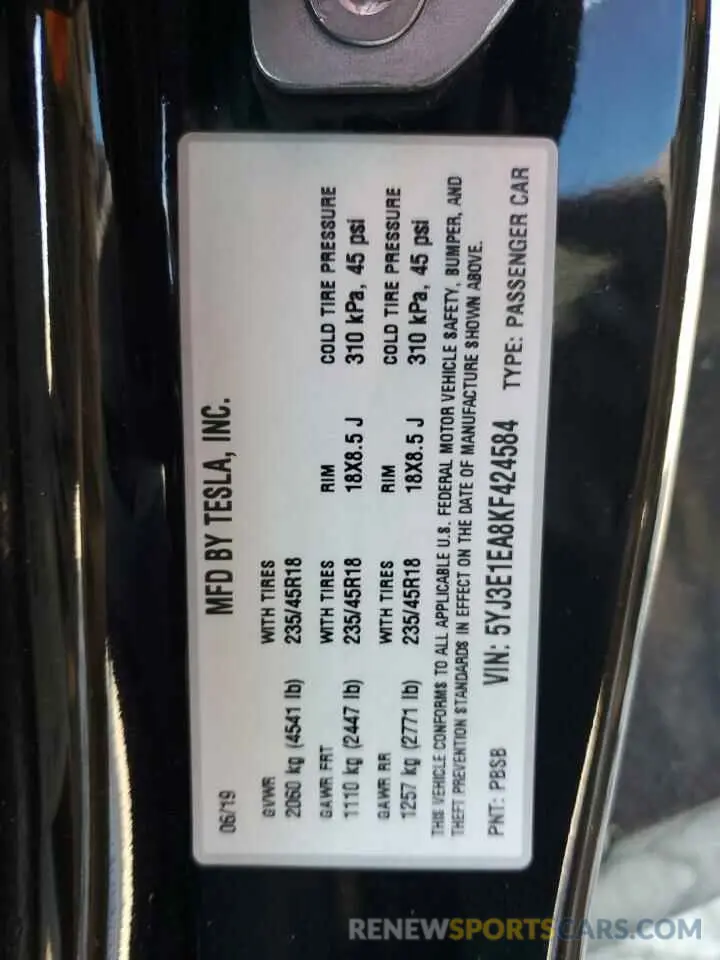 MFD BY TESLA, INC.
06/19
GVWR WITH TIRES
2060 kg (4541 lb) 235/45R18
GAWR FRT WITH TIRES RIM COLD TIRE PRESSURE
1110 kg (2447 lb) 235/45R18 18X8.5 J 310 kPa, 45 psi
GAWR RR WITH TIRES RIM COLD TIRE PRESSURE
1257 kg (2771 lb) 235/45R18 18X8.5 J 310 kPa, 45 psi
THIS VEHICLE CONFORMS TO ALL APPLICABLE U.S. FEDERAL MOTOR VEHICLE SAFETY, BUMPER, AND
THEFT PREVENTION STANDARDS IN EFFECT ON THE DATE OF MANUFACTURE SHOWN ABOVE.
PNT: PBSB VIN: 5YJ3E1EA8KF424584 TYPE: PASSENGER CAR
RENEWSPORTSCARS.COM